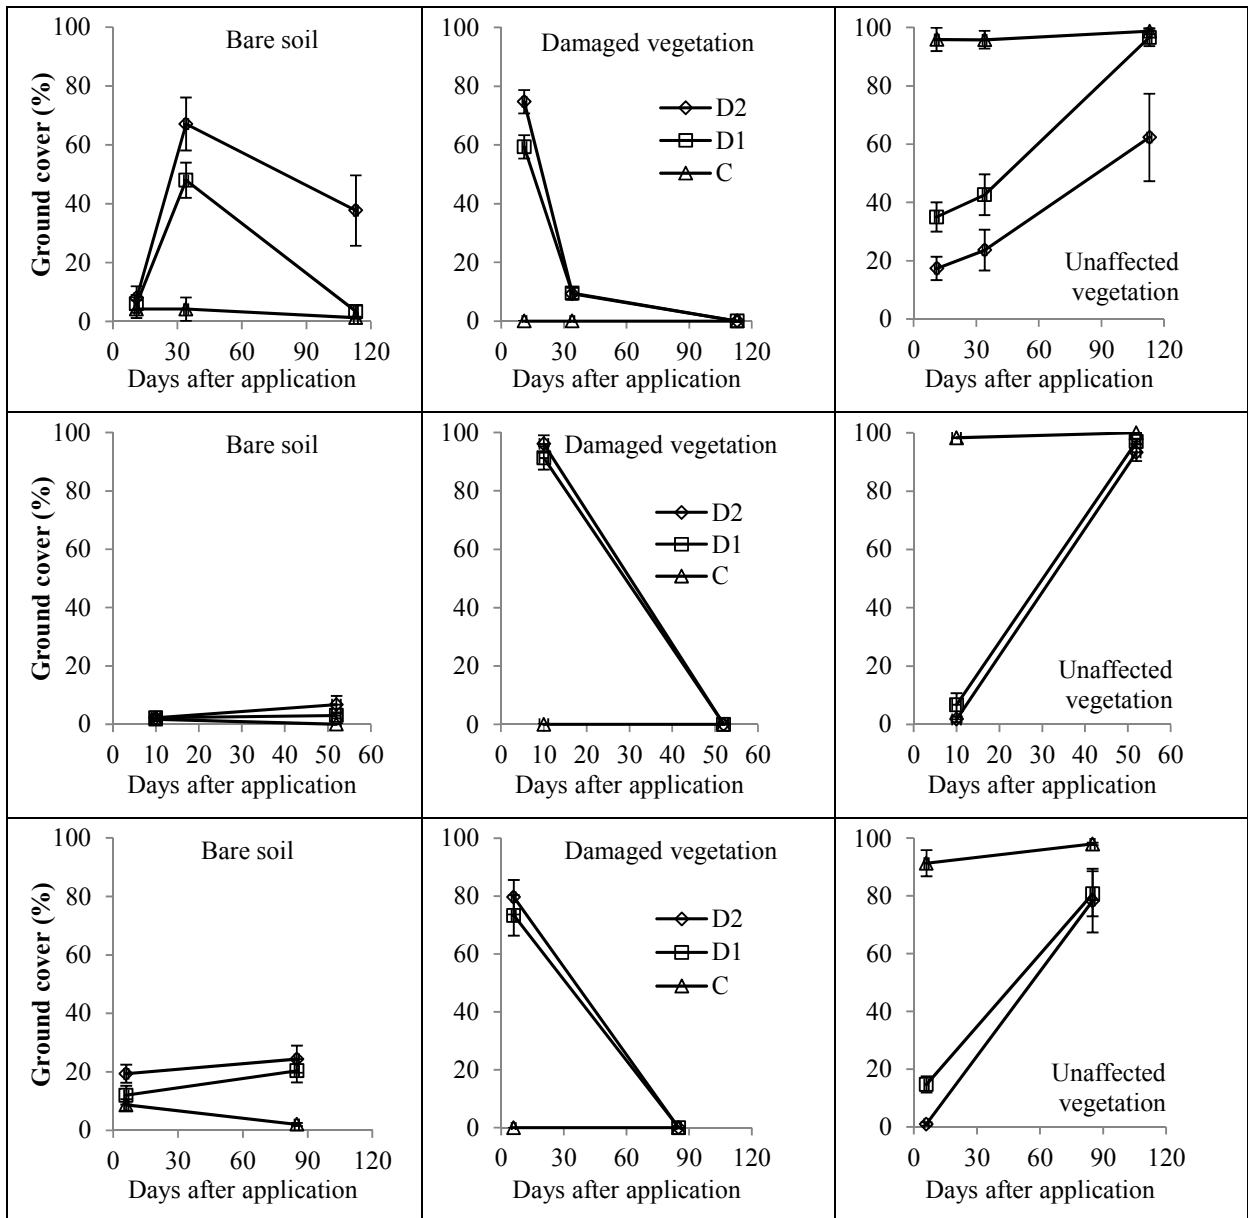 Ground cover (%)
100
80
60
40
20
0
Bare soil
0 30 60 90 120
Days after application
100
80
60
40
20
0
Damaged vegetation
D2
D1
C
0 30 60 90 120
Days after application
100
80
60
40
20
0
Unaffected
vegetation
0 30 60 90 120
Days after application
Ground cover (%)
100
80
60
40
20
0
Bare soil
0 10 20 30 40 50 60
Days after application
100
80
60
40
20
0
Damaged vegetation
D2
D1
C
0 10 20 30 40 50 60
Days after application
100
80
60
40
20
0
Unaffected
vegetation
0 10 20 30 40 50 60
Days after application
Ground cover (%)
100
80
60
40
20
0
Bare soil
0 30 60 90 120
Days after application
100
80
60
40
20
0
Damaged vegetation
D2
D1
C
0 30 60 90 120
Days after application
100
80
60
40
20
0
Unaffected
vegetation
0 30 60 90 120
Days after application